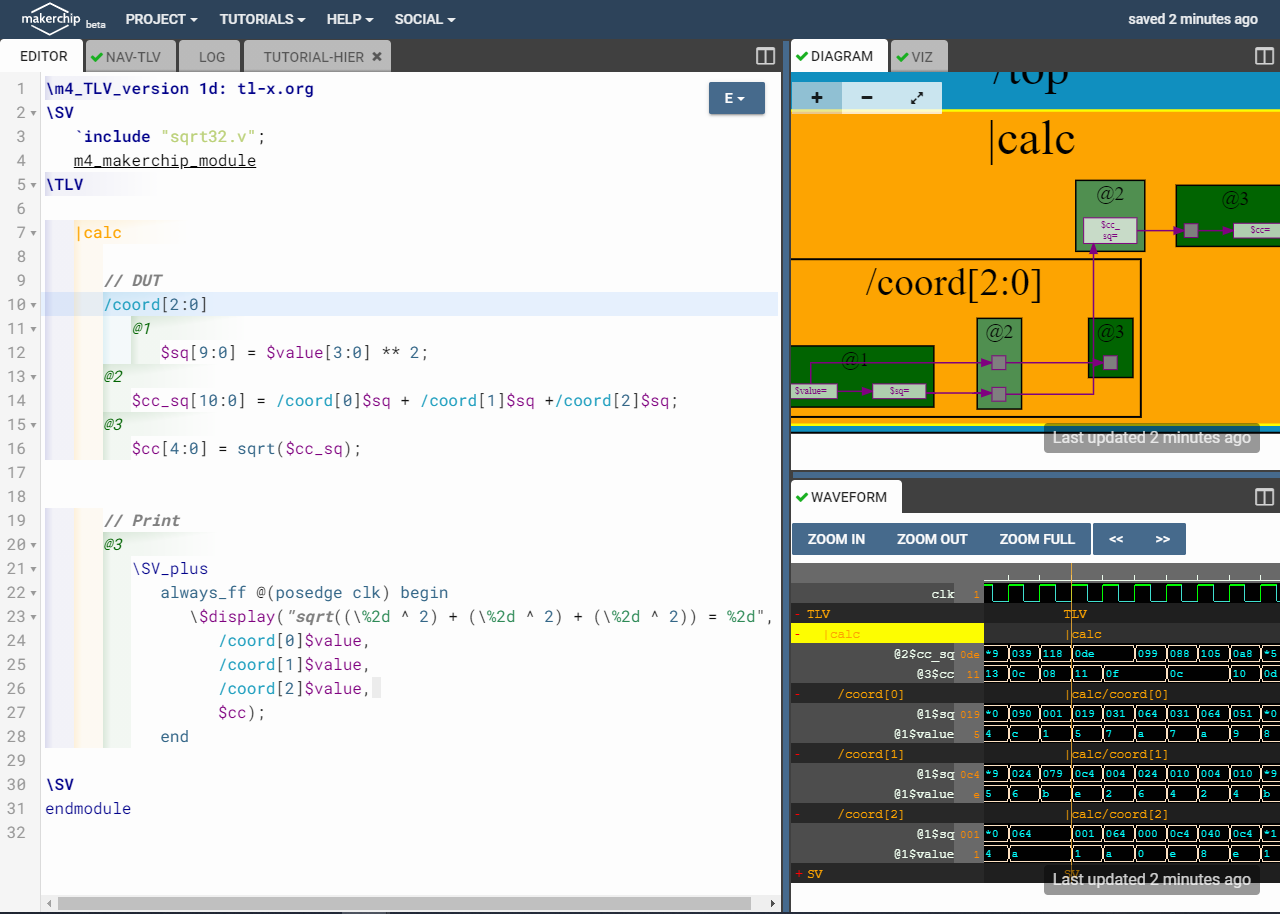 makerchip beta PROJECT TUTORIALS HELP SOCIAL saved 2 minutes ago
EDITOR NAV-TLV LOG TUTORIAL-HIER
1 \m4_TLV_version 1d: tl-x.org
2 \SV
3 `include "sqrt32.v";
4 m4_makerchip_module
5 \TLV
6
7 |calc
8
9 // DUT
10 /coord[2:0]
11 @1
12 $sq[9:0] = $value[3:0] ** 2;
13 @2
14 $cc_sq[10:0] = /coord[0]$sq + /coord[1]$sq +/coord[2]$sq;
15 @3
16 $cc[4:0] = sqrt($cc_sq);
17
18
19 // Print
20 @3
21 \SV_plus
22 always_ff @(posedge clk) begin
23 \$display("sqrt((\%2d ^ 2) + (\%2d ^ 2) + (\%2d ^ 2)) = %2d",
24 /coord[0]$value,
25 /coord[1]$value,
26 /coord[2]$value,
27 $cc);
28 end
29
30 \SV
31 endmodule
32
E
DIAGRAM VIZ
/top
+ −
|calc
@2 @3
$cc_
sq=
$cc=
/coord[2:0]
@2 @3
@1
$value= $sq=
Last updated 2 minutes ago
WAVEFORM
ZOOM IN ZOOM OUT ZOOM FULL << >>
clk 1
- TLV TLV
- |calc |calc
@2$cc_sq 0de *9 039 118 0de 099 088 105 0a8 *5
@3$cc 11 13 0c 08 11 0f 0c 10 0d
- /coord[0] |calc/coord[0]
@1$sq 019 *0 090 001 019 031 064 031 064 051 *0
@1$value 5 4 c 1 5 7 a 7 a 9 8
- /coord[1] |calc/coord[1]
@1$sq 0c4 *9 024 079 0c4 004 024 010 004 010 *9
@1$value e 5 6 b e 2 6 4 2 4 b
- /coord[2] |calc/coord[2]
@1$sq 001 *0 064 001 064 000 0c4 040 0c4 *1
@1$value 1 4 a 1 a 0 e 8 e 1
+ SV SV
Last updated 2 minutes ago